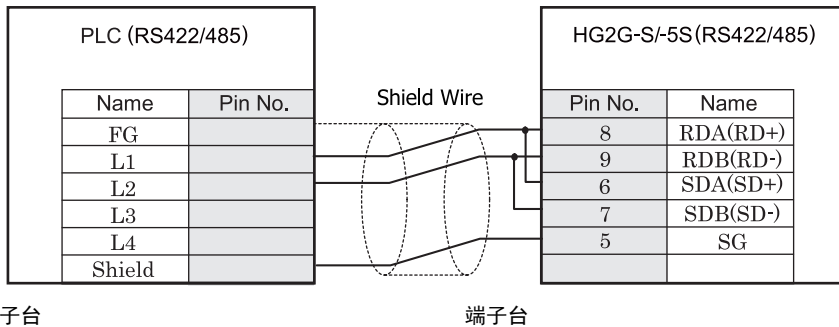 PLC (RS422/485)
HG2G-S/-5S(RS422/485)
Shield Wire
Name Pin No.
FG
L1
L2
L3
L4
Shield
Pin No. Name
8 RDA(RD+)
9 RDB(RD-)
6 SDA(SD+)
7 SDB(SD-)
5 SG
子台
端子台